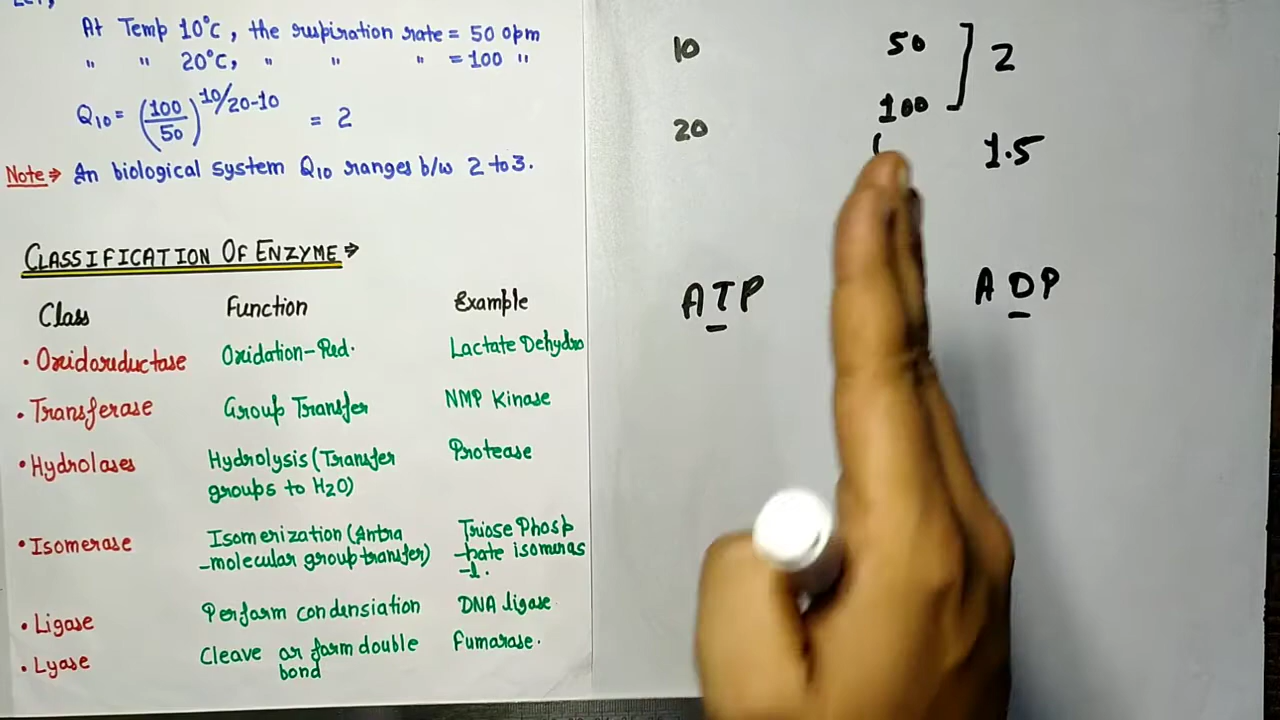 At Temp 10°C, the ruspiration rate = 50 opm
" " 20°C, " " " = 100 "
Q10 = (100/50)^10/20-10 = 2
Note⇒ In biological system Q10 ranges b/w 2 to 3.
CLASSIFICATION OF ENZYME⇒
Class Function Example
• Oxidoreductase Oxidation-Red. Lactate Dehydro
• Transferase Group Transfer NMP Kinase
• Hydrolases Hydrolysis (Transfer Protease
groups to H2O)
• Isomerase Isomerization (Intra Triose Phosp
-molecular group transfer) -hate isomeras
-e.
• Ligase Perform condensiation DNA ligase
• Lyase Cleave or form double Fumarase.
bond
10 50 ] 2
20 100
1.5
ATP ADP